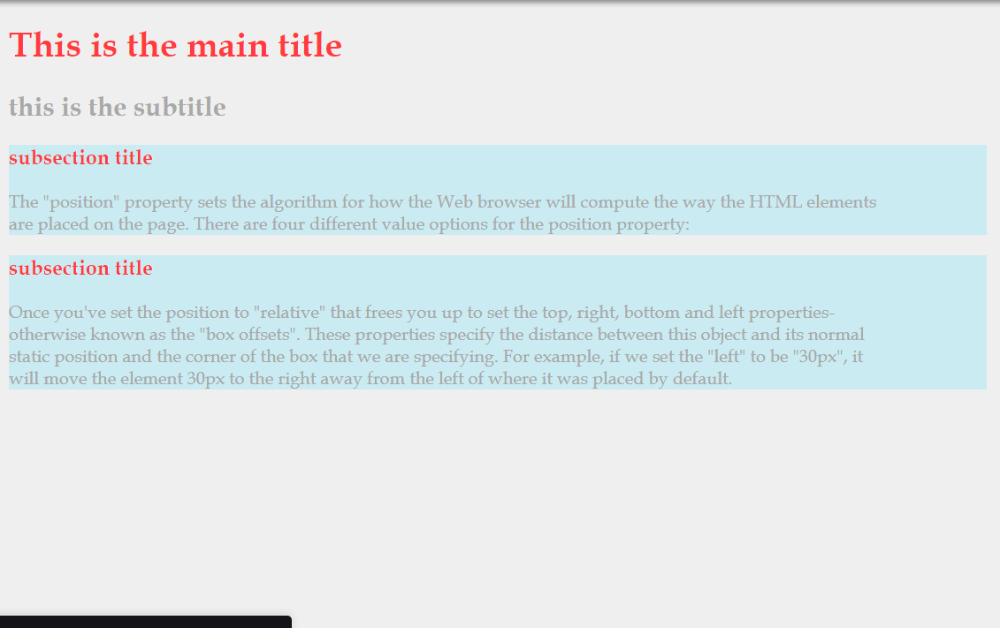 This is the main title
this is the subtitle
subsection title
The "position" property sets the algorithm for how the Web browser will compute the way the HTML elements
are placed on the page. There are four different value options for the position property:
subsection title
Once you've set the position to "relative" that frees you up to set the top, right, bottom and left properties-
otherwise known as the "box offsets". These properties specify the distance between this object and its normal
static position and the corner of the box that we are specifying. For example, if we set the "left" to be "30px", it
will move the element 30px to the right away from the left of where it was placed by default.